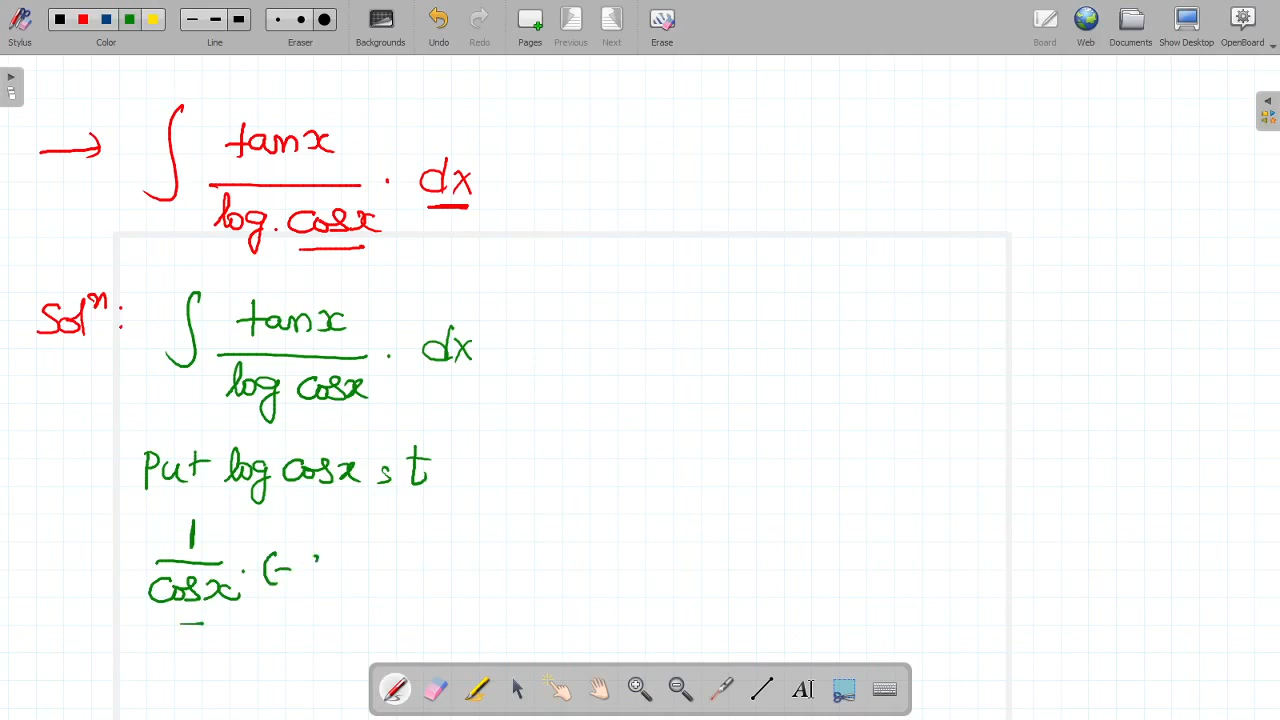 Stylus Color Line Eraser Backgrounds Undo Redo Pages Previous Next Erase Board Web Documents Show Desktop OpenBoard
→ ∫ tanx / log. cosx · dx
Solⁿ: ∫ tanx / log cosx · dx
Put log cosx = t
1 / cosx · (-